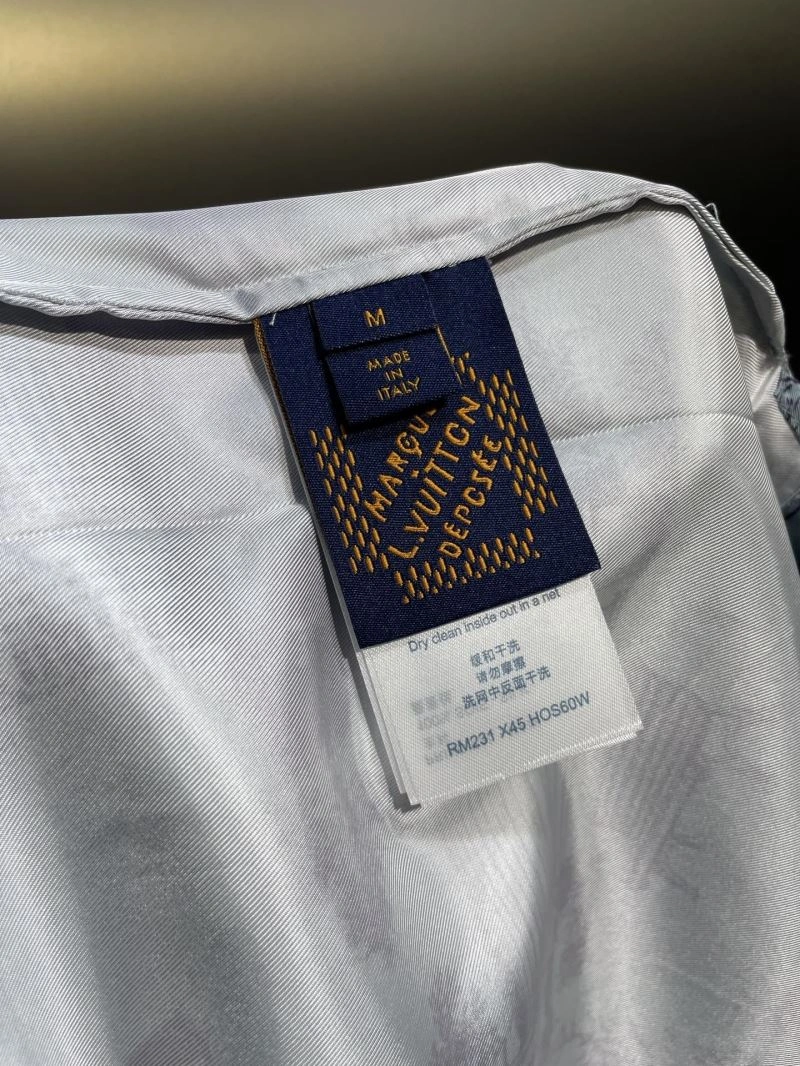 M
MADE
IN
ITALY
MARQUE
L.VUITTON
DÉPOSÉE
Dry clean inside out in a net
缓和干洗
请勿摩擦
洗网中反面干洗
RM231 X45 HOS60W